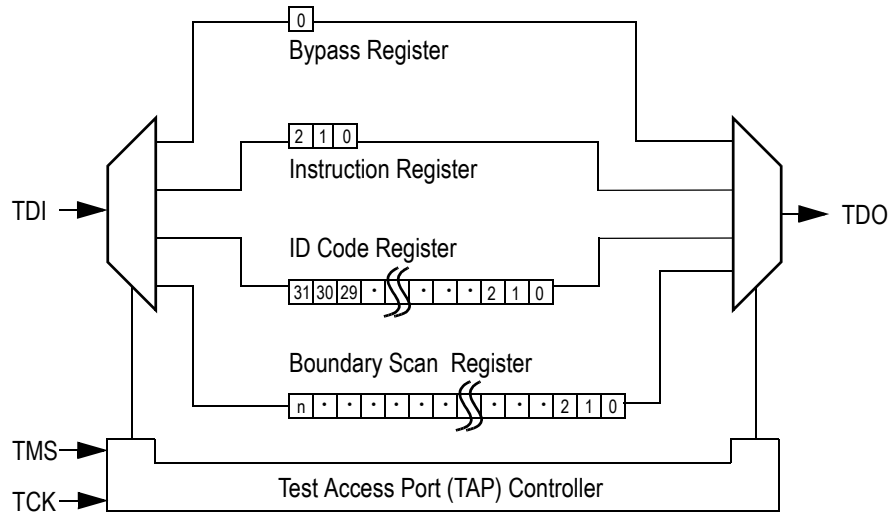 0
Bypass Register
2 1 0
Instruction Register
TDI
TDO
ID Code Register
31 30 29 · · · · 2 1 0
Boundary Scan Register
n · · · · · · · · · 2 1 0
TMS
TCK
Test Access Port (TAP) Controller